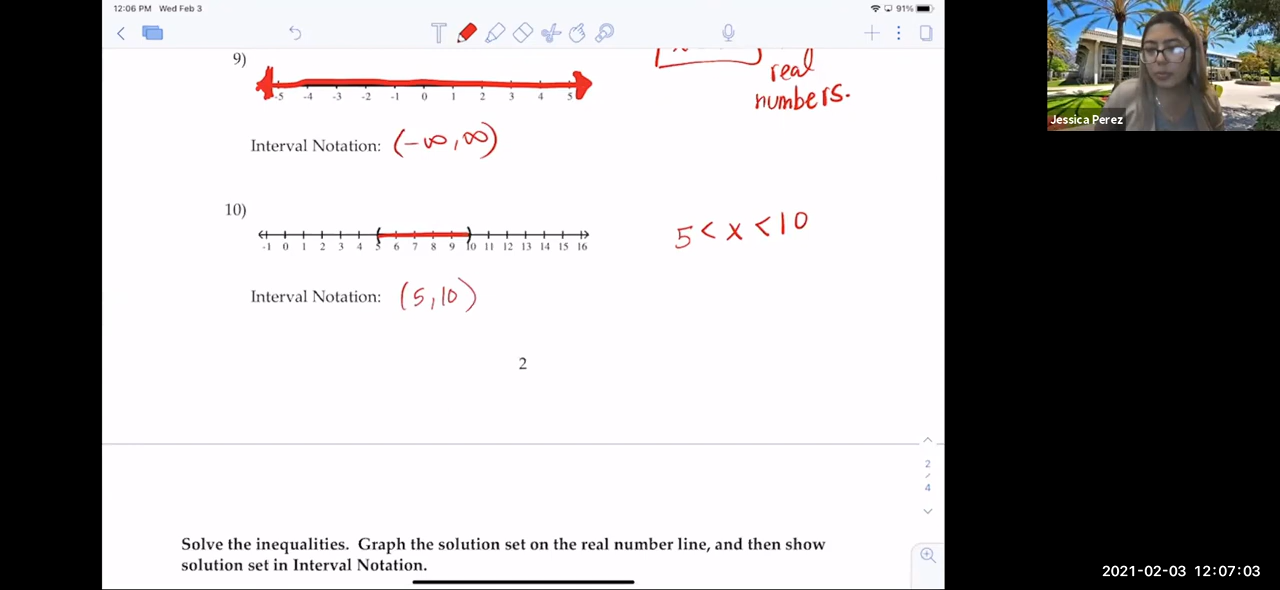 12:06 PM Wed Feb 3
91%
T
9)
-5 -4 -3 -2 -1 0 1 2 3 4 5
real
numbers.
Interval Notation: (-∞, ∞)
10)
-1 0 1 2 3 4 5 6 7 8 9 10 11 12 13 14 15 16
5 < x < 10
Interval Notation: (5, 10)
2
2
/
4
Solve the inequalities. Graph the solution set on the real number line, and then show
solution set in Interval Notation.
Jessica Perez
2021-02-03 12:07:03